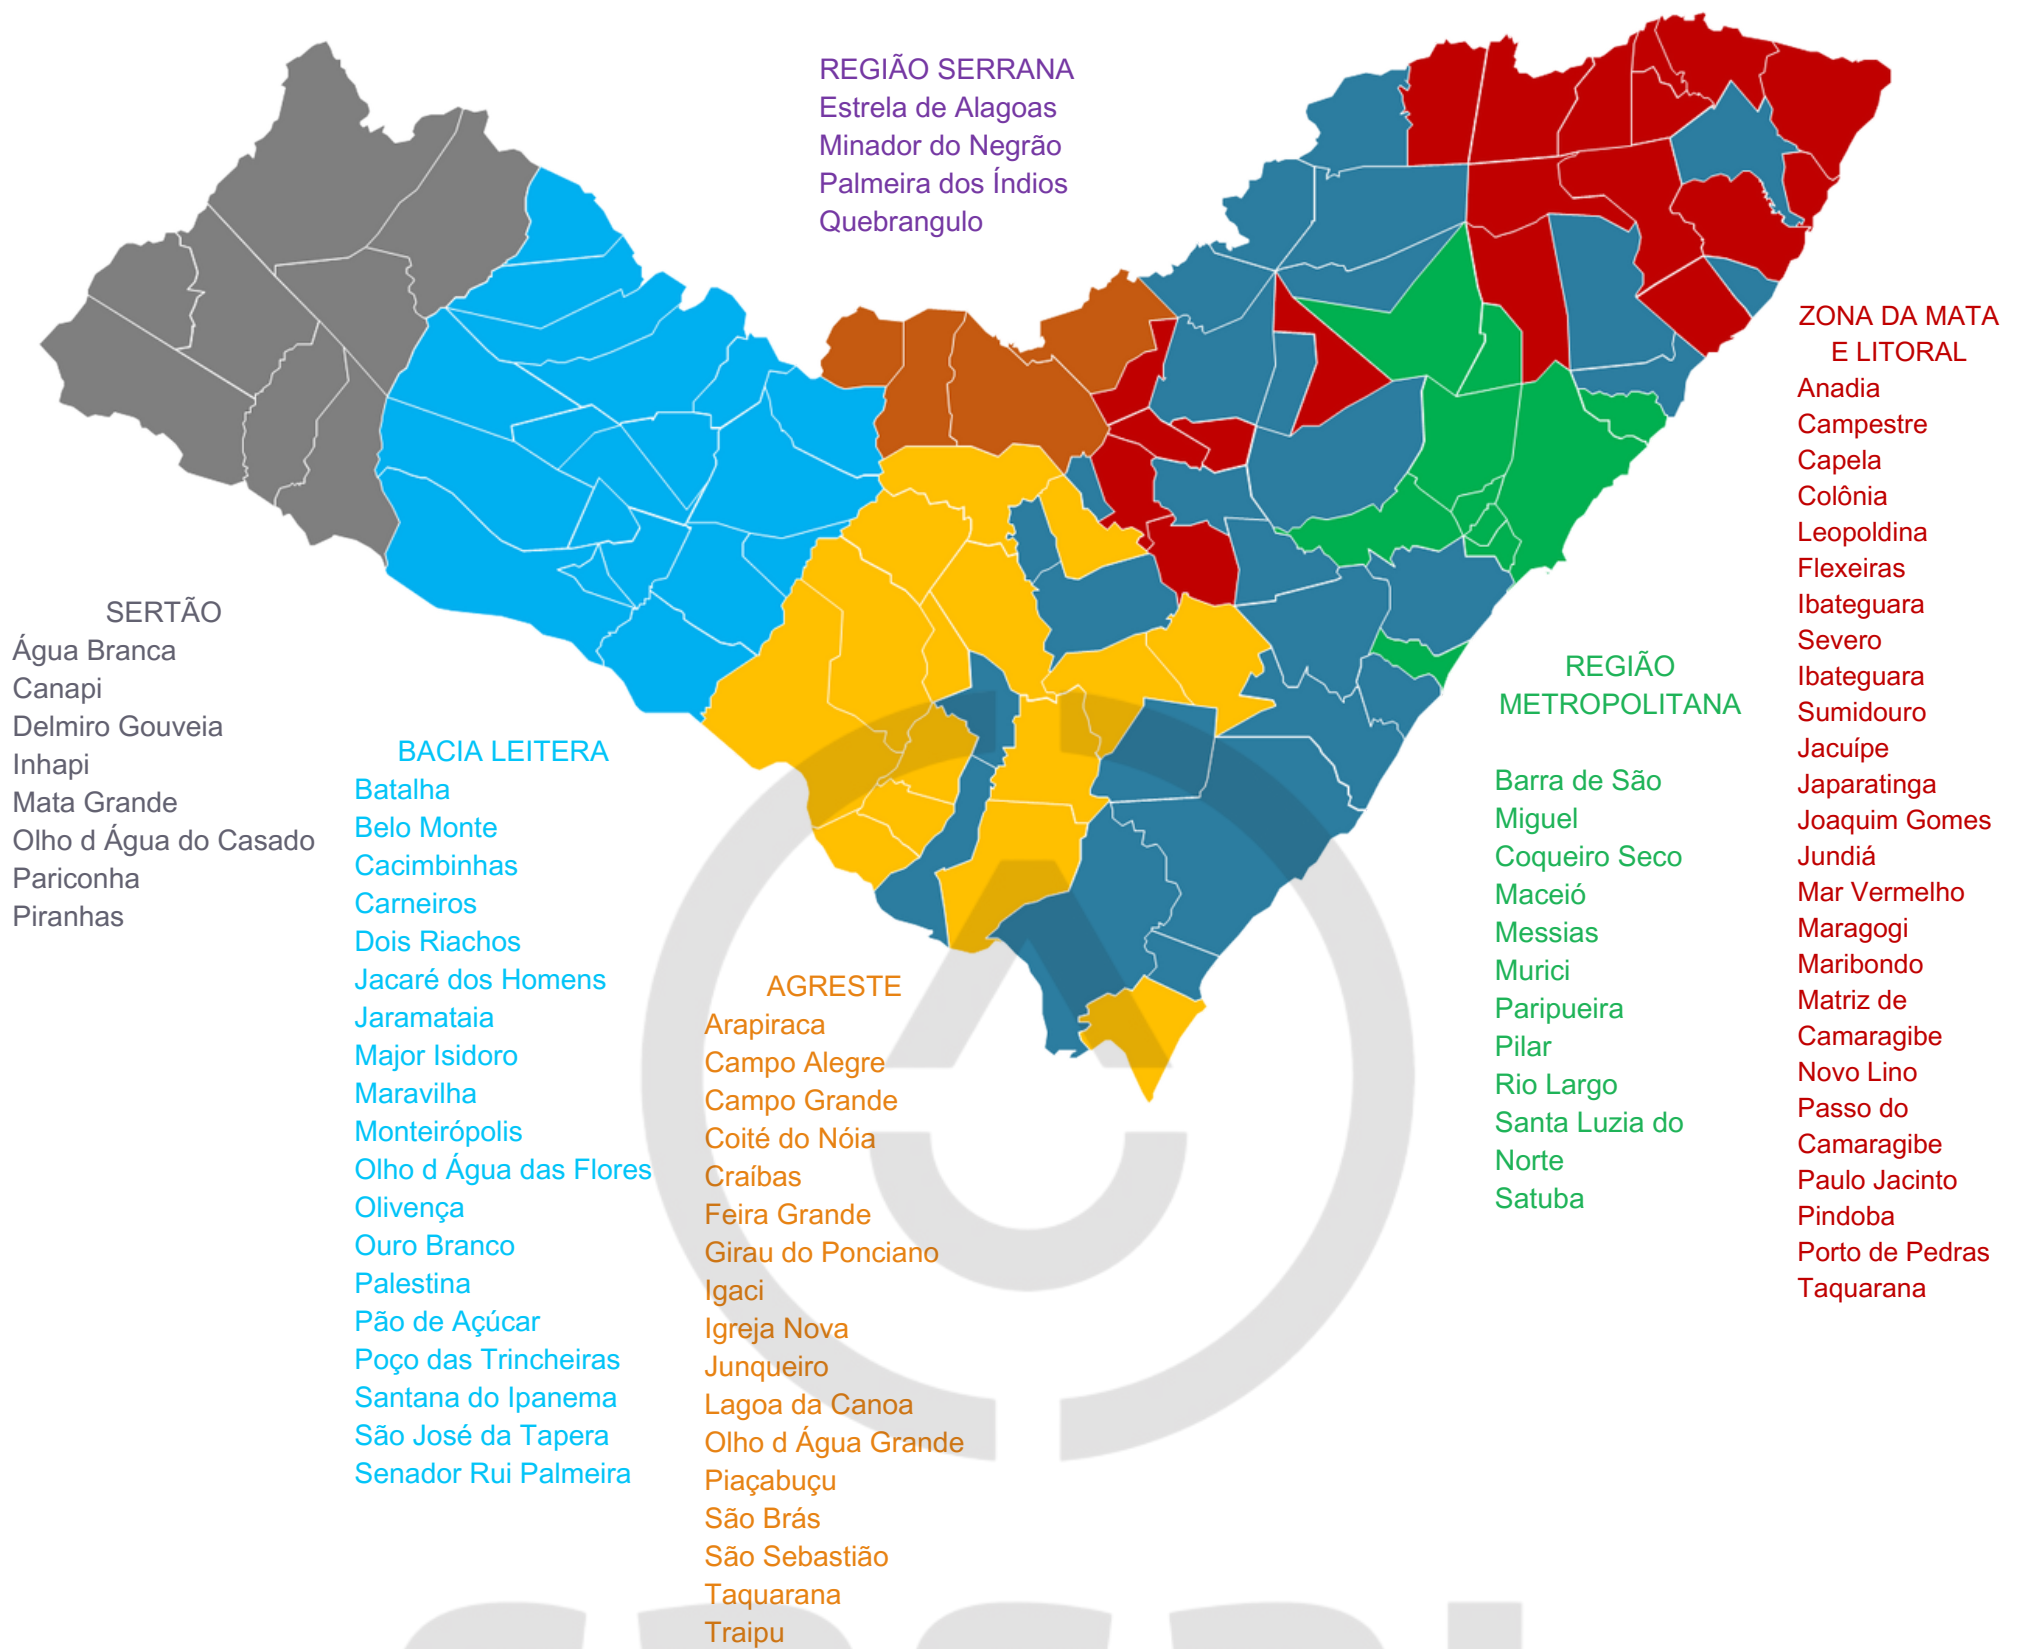 REGIÃO SERRANA
Estrela de Alagoas
Minador do Negrão
Palmeira dos Índios
Quebrangulo
SERTÃO
Água Branca
Canapi
Delmiro Gouveia
Inhapi
Mata Grande
Olho d Água do Casado
Pariconha
Piranhas
BACIA LEITERA
Batalha
Belo Monte
Cacimbinhas
Carneiros
Dois Riachos
Jacaré dos Homens
Jaramataia
Major Isidoro
Maravilha
Monteirópolis
Olho d Água das Flores
Olivença
Ouro Branco
Palestina
Pão de Açúcar
Poço das Trincheiras
Santana do Ipanema
São José da Tapera
Senador Rui Palmeira
AGRESTE
Arapiraca
Campo Alegre
Campo Grande
Coité do Nóia
Craíbas
Feira Grande
Girau do Ponciano
Igaci
Igreja Nova
Junqueiro
Lagoa da Canoa
Olho d Água Grande
Piaçabuçu
São Brás
São Sebastião
Taquarana
Traipu
REGIÃO
METROPOLITANA
Barra de São
Miguel
Coqueiro Seco
Maceió
Messias
Murici
Paripueira
Pilar
Rio Largo
Santa Luzia do
Norte
Satuba
ZONA DA MATA
E LITORAL
Anadia
Campestre
Capela
Colônia
Leopoldina
Flexeiras
Ibateguara
Severo
Ibateguara
Sumidouro
Jacuípe
Japaratinga
Joaquim Gomes
Jundiá
Mar Vermelho
Maragogi
Maribondo
Matriz de
Camaragibe
Novo Lino
Passo do
Camaragibe
Paulo Jacinto
Pindoba
Porto de Pedras
Taquarana